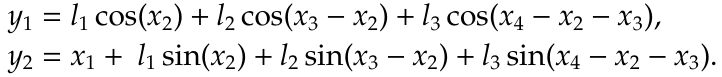 y₁ = l₁ cos(x₂) + l₂ cos(x₃ − x₂) + l₃ cos(x₄ − x₂ − x₃),
y₂ = x₁ + l₁ sin(x₂) + l₂ sin(x₃ − x₂) + l₃ sin(x₄ − x₂ − x₃).